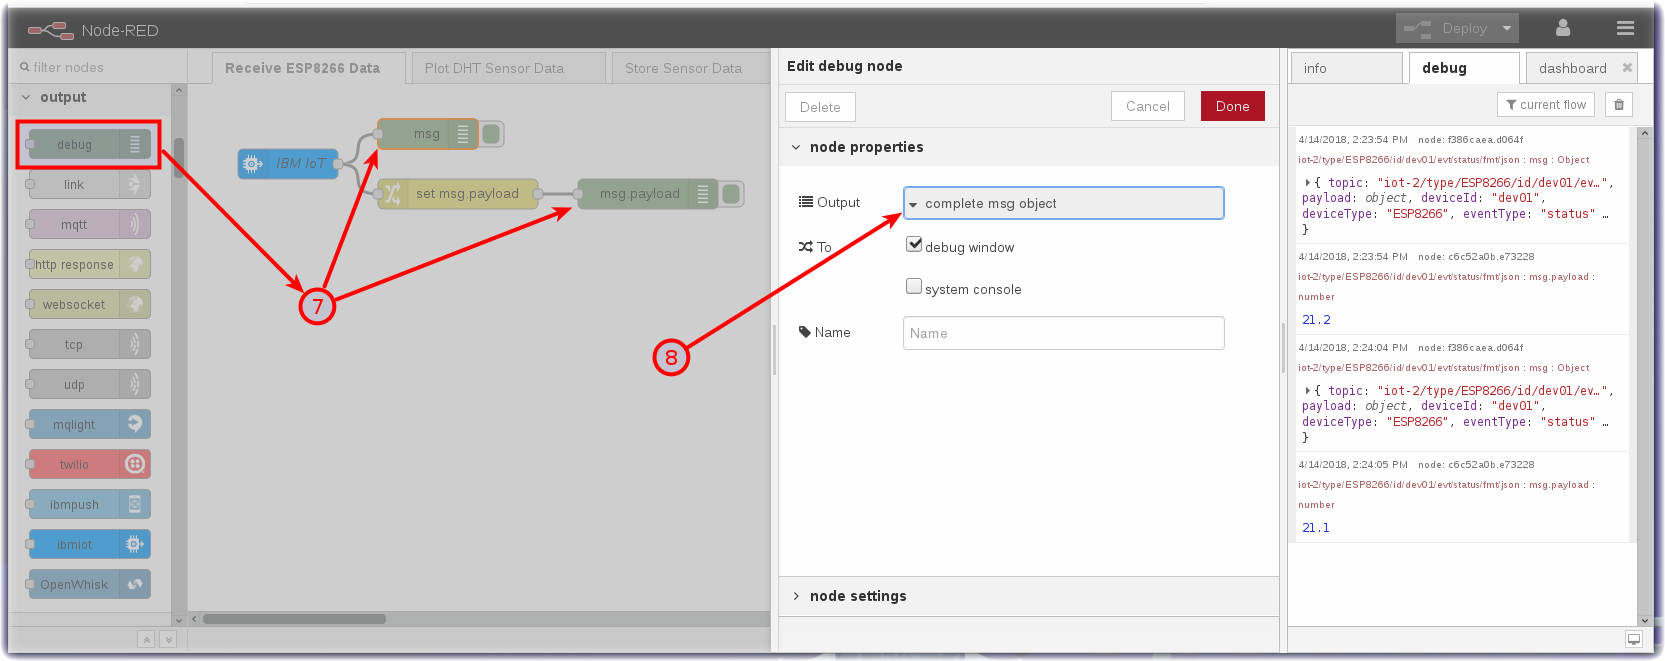 Node-RED
Deploy
filter nodes
Receive ESP8266 Data
Plot DHT Sensor Data
Store Sensor Data
output
debug
link
mqtt
http response
websocket
tcp
udp
mqlight
twilio
ibmpush
ibmiot
OpenWhisk
IBM IoT
msg
set msg.payload
msg.payload
7
8
Edit debug node
Delete
Cancel
Done
node properties
Output
complete msg object
To
debug window
system console
Name
Name
node settings
info
debug
dashboard
current flow
4/14/2018, 2:23:54 PM node: f386caea.d064f
iot-2/type/ESP8266/id/dev01/evt/status/fmt/json : msg : Object
{ topic: "iot-2/type/ESP8266/id/dev01/ev…",
payload: object, deviceId: "dev01",
deviceType: "ESP8266", eventType: "status" …
}
4/14/2018, 2:23:54 PM node: c6c52a0b.e73228
iot-2/type/ESP8266/id/dev01/evt/status/fmt/json : msg.payload :
number
21.2
4/14/2018, 2:24:04 PM node: f386caea.d064f
iot-2/type/ESP8266/id/dev01/evt/status/fmt/json : msg : Object
{ topic: "iot-2/type/ESP8266/id/dev01/ev…",
payload: object, deviceId: "dev01",
deviceType: "ESP8266", eventType: "status" …
}
4/14/2018, 2:24:05 PM node: c6c52a0b.e73228
iot-2/type/ESP8266/id/dev01/evt/status/fmt/json : msg.payload :
number
21.1